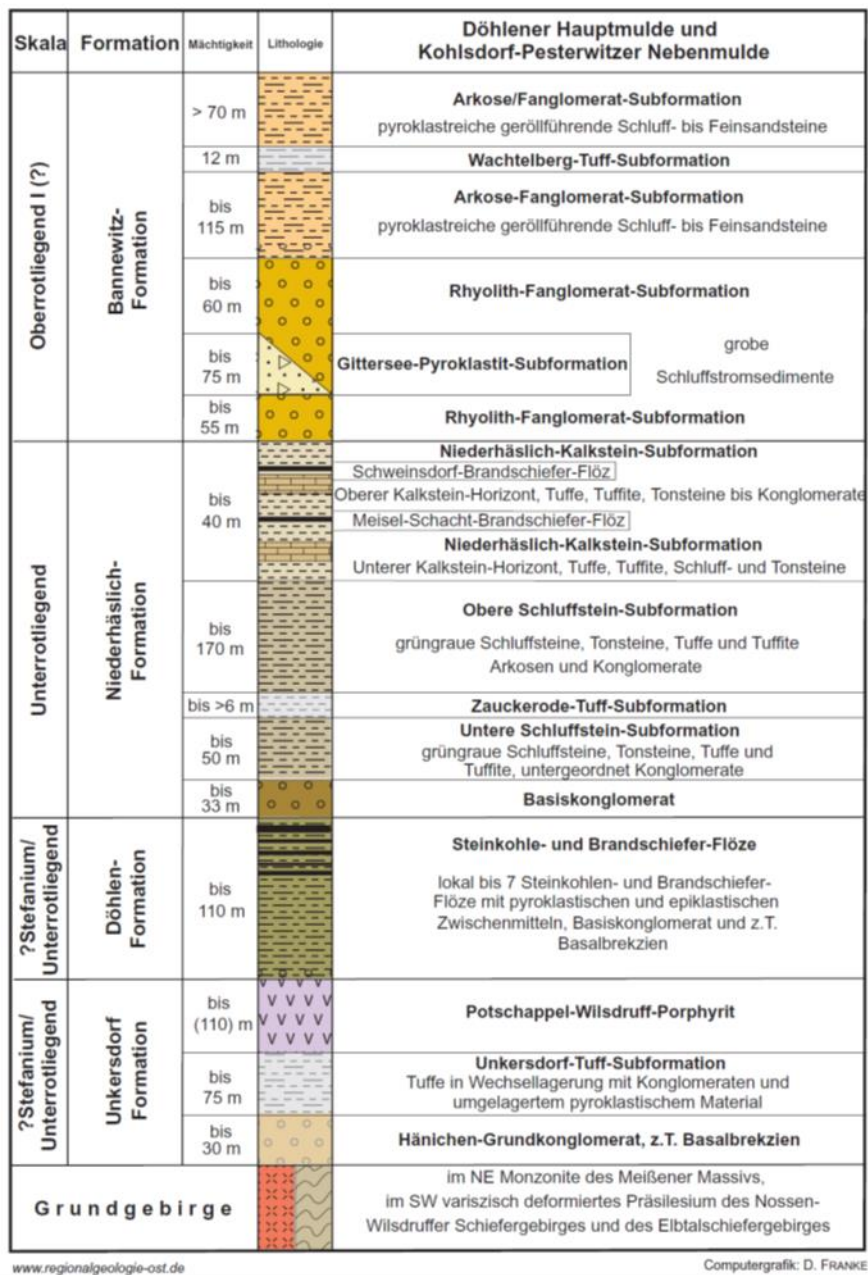 Skala Formation Mächtigkeit Lithologie Döhlener Hauptmulde und
Kohlsdorf-Pesterwitzer Nebenmulde
Oberrotliegend I (?)
Bannewitz-
Formation
> 70 m
Arkose/Fanglomerat-Subformation
pyroklastreiche geröllführende Schluff- bis Feinsandsteine
12 m
Wachtelberg-Tuff-Subformation
bis
115 m
Arkose-Fanglomerat-Subformation
pyroklastreiche geröllführende Schluff- bis Feinsandsteine
bis
60 m
Rhyolith-Fanglomerat-Subformation
bis
75 m
Gittersee-Pyroklastit-Subformation
grobe
Schluffstromsedimente
bis
55 m
Rhyolith-Fanglomerat-Subformation
Unterrotliegend
Niederhäslich-
Formation
bis
40 m
Niederhäslich-Kalkstein-Subformation
Schweinsdorf-Brandschiefer-Flöz
Oberer Kalkstein-Horizont, Tuffe, Tuffite, Tonsteine bis Konglomerate
Meisel-Schacht-Brandschiefer-Flöz
Niederhäslich-Kalkstein-Subformation
Unterer Kalkstein-Horizont, Tuffe, Tuffite, Schluff- und Tonsteine
bis
170 m
Obere Schluffstein-Subformation
grüngraue Schluffsteine, Tonsteine, Tuffe und Tuffite
Arkosen und Konglomerate
bis >6 m
Zauckerode-Tuff-Subformation
bis
50 m
Untere Schluffstein-Subformation
grüngraue Schluffsteine, Tonsteine, Tuffe und
Tuffite, untergeordnet Konglomerate
bis
33 m
Basiskonglomerat
?Stefanium/
Unterrotliegend
Döhlen-
Formation
bis
110 m
Steinkohle- und Brandschiefer-Flöze
lokal bis 7 Steinkohlen- und Brandschiefer-
Flöze mit pyroklastischen und epiklastischen
Zwischenmitteln, Basiskonglomerat und z.T.
Basalbrekzien
?Stefanium/
Unterrotliegend
Unkersdorf
Formation
bis
(110) m
Potschappel-Wilsdruff-Porphyrit
bis
75 m
Unkersdorf-Tuff-Subformation
Tuffe in Wechsellagerung mit Konglomeraten und
umgelagertem pyroklastischem Material
bis
30 m
Hänichen-Grundkonglomerat, z.T. Basalbrekzien
Grundgebirge
im NE Monzonite des Meißener Massivs,
im SW variszisch deformiertes Präsilesium des Nossen-
Wilsdruffer Schiefergebirges und des Elbtalschiefergebirges
www.regionalgeologie-ost.de
Computergrafik: D. FRANKE